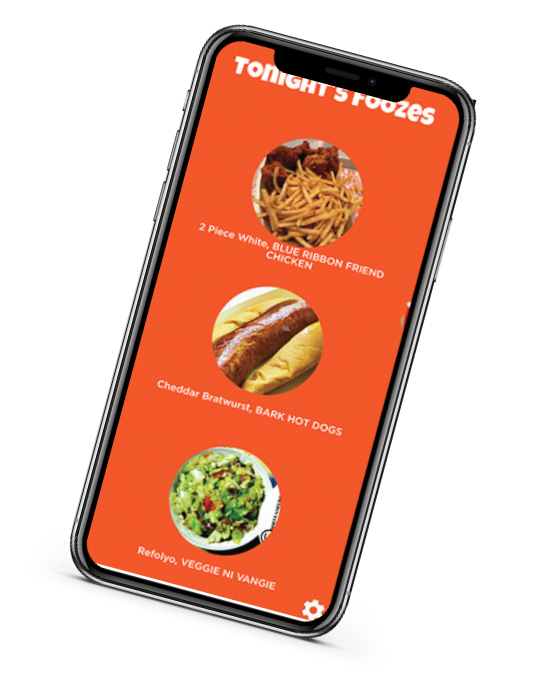 Tonight's Foozes
2 Piece White, BLUE RIBBON FRIEND
CHICKEN
Cheddar Bratwurst, BARK HOT DOGS
Refolyo, VEGGIE NI VANGIE